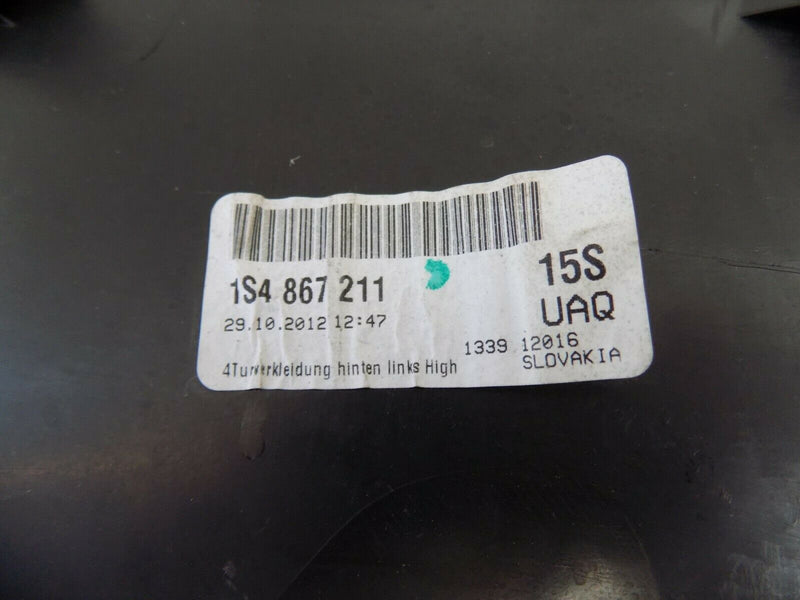 1S4 867 211
15S
UAQ
29.10.2012 12:47
1339 12016
SLOVAKIA
4Turverkleidung hinten links High